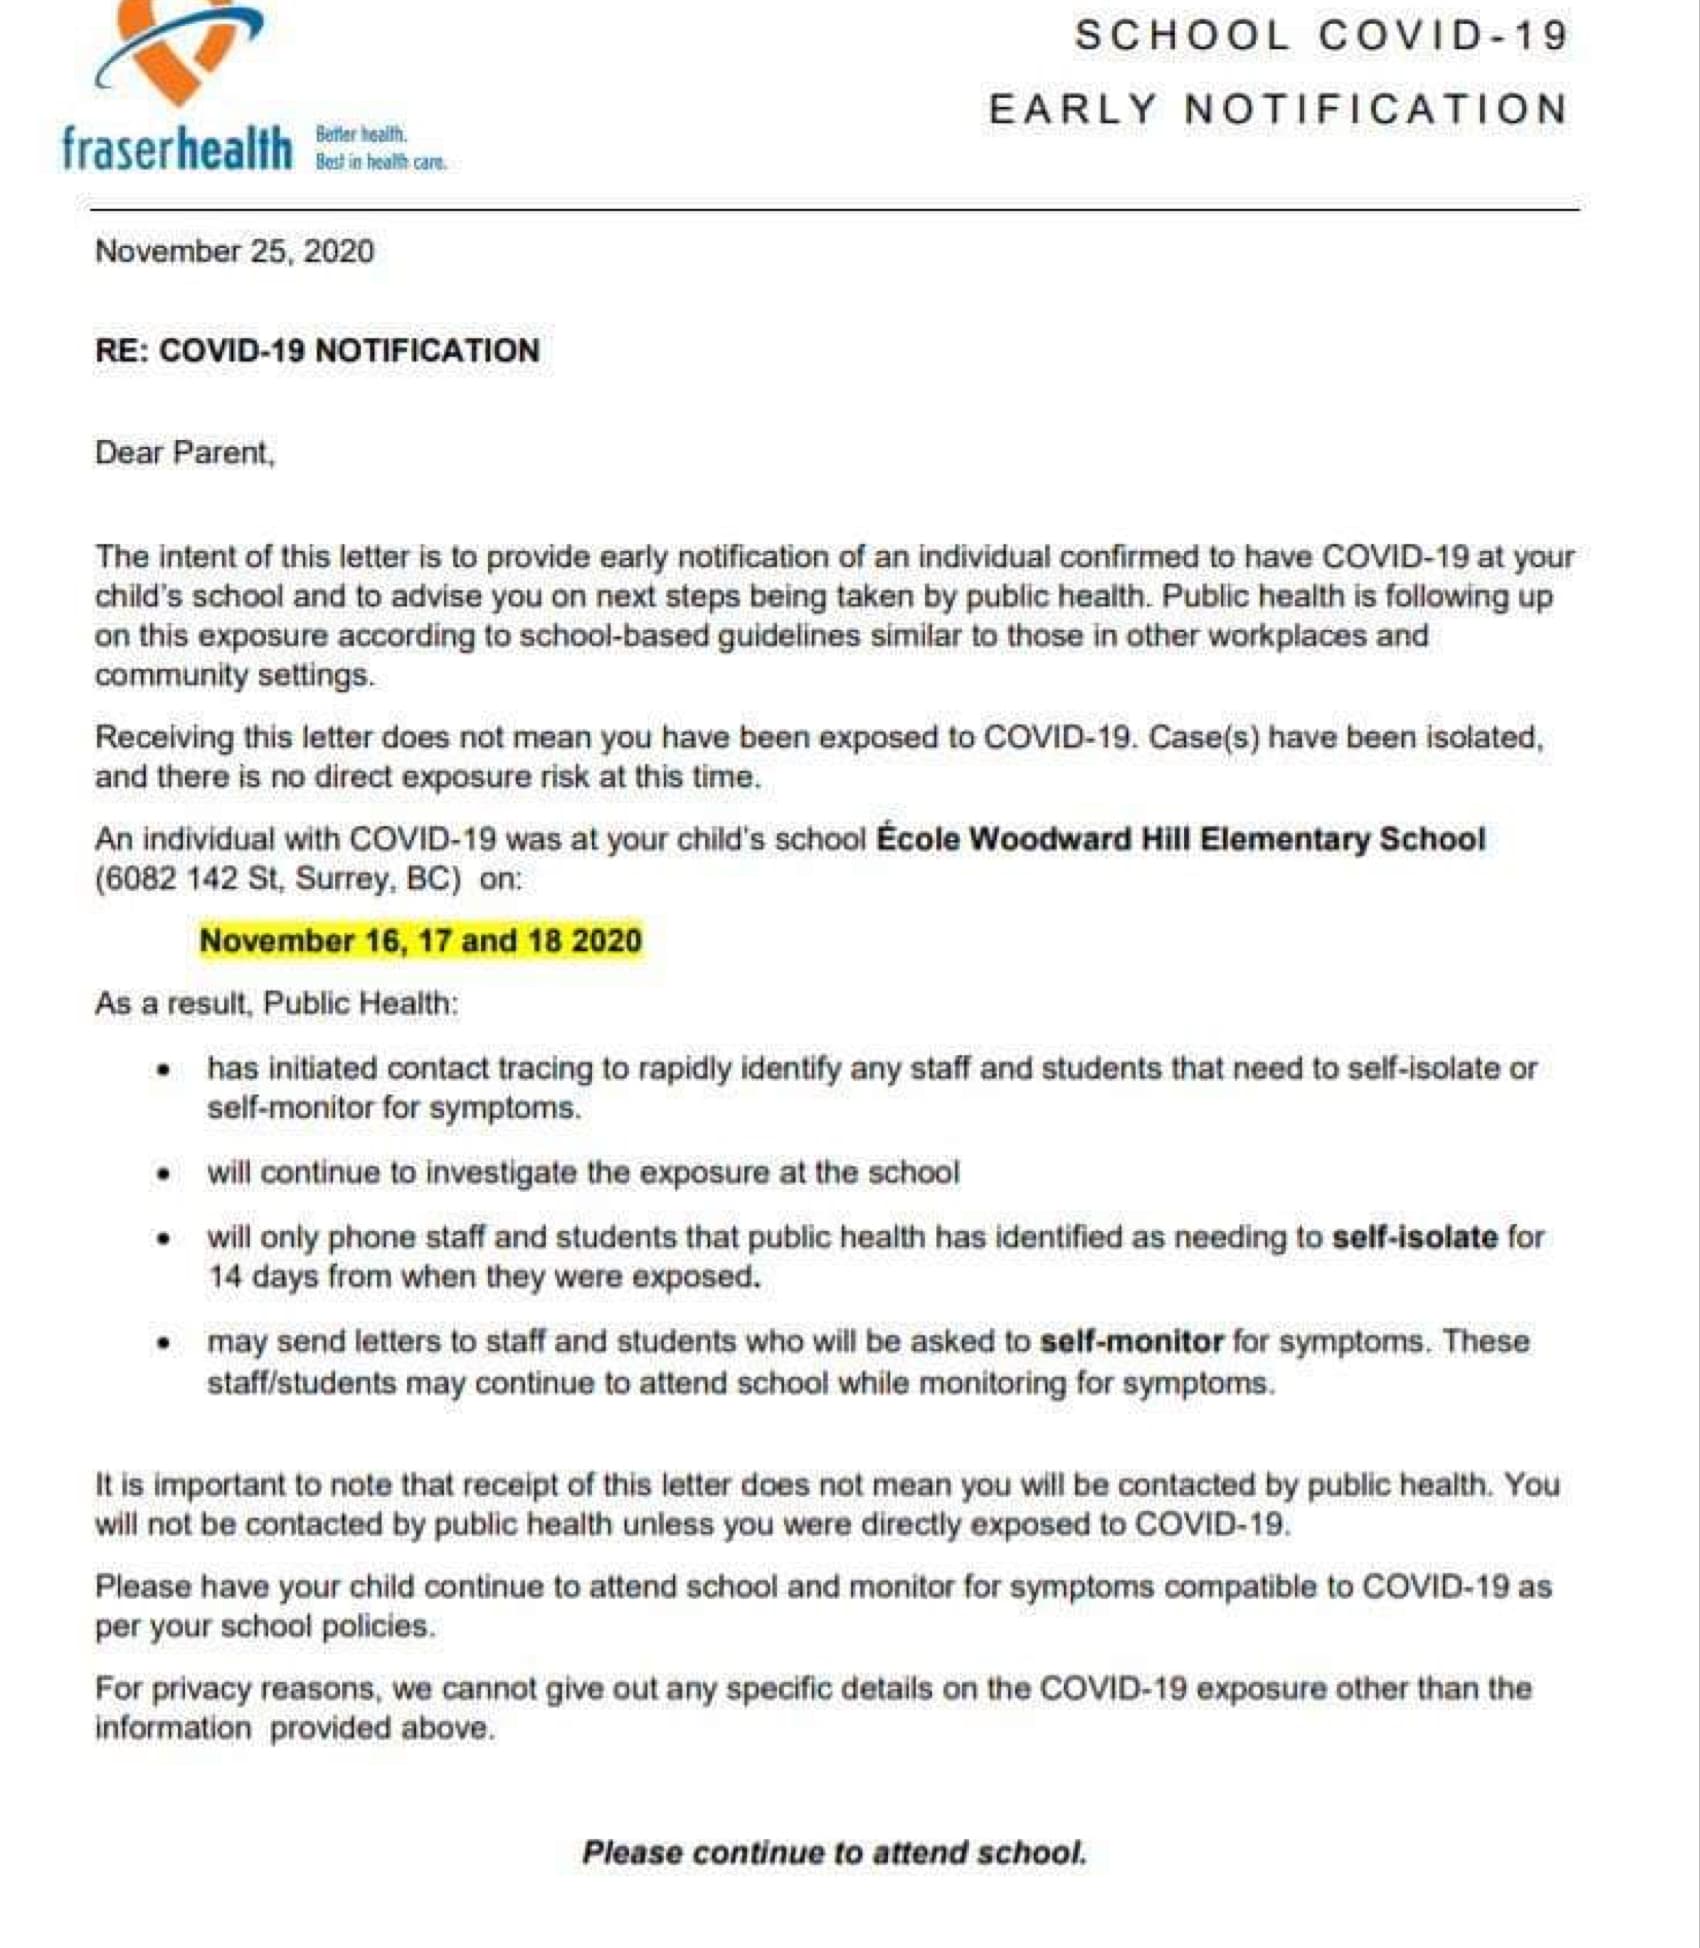 SCHOOL COVID-19
EARLY NOTIFICATION
fraserhealth
Better health.
Best in health care.
November 25, 2020
RE: COVID-19 NOTIFICATION
Dear Parent,
The intent of this letter is to provide early notification of an individual confirmed to have COVID-19 at your
child's school and to advise you on next steps being taken by public health. Public health is following up
on this exposure according to school-based guidelines similar to those in other workplaces and
community settings.
Receiving this letter does not mean you have been exposed to COVID-19. Case(s) have been isolated,
and there is no direct exposure risk at this time.
An individual with COVID-19 was at your child's school École Woodward Hill Elementary School
(6082 142 St, Surrey, BC)  on:
November 16, 17 and 18 2020
As a result, Public Health:
• has initiated contact tracing to rapidly identify any staff and students that need to self-isolate or
self-monitor for symptoms.
• will continue to investigate the exposure at the school
• will only phone staff and students that public health has identified as needing to self-isolate for
14 days from when they were exposed.
• may send letters to staff and students who will be asked to self-monitor for symptoms. These
staff/students may continue to attend school while monitoring for symptoms.
It is important to note that receipt of this letter does not mean you will be contacted by public health. You
will not be contacted by public health unless you were directly exposed to COVID-19.
Please have your child continue to attend school and monitor for symptoms compatible to COVID-19 as
per your school policies.
For privacy reasons, we cannot give out any specific details on the COVID-19 exposure other than the
information  provided above.
Please continue to attend school.